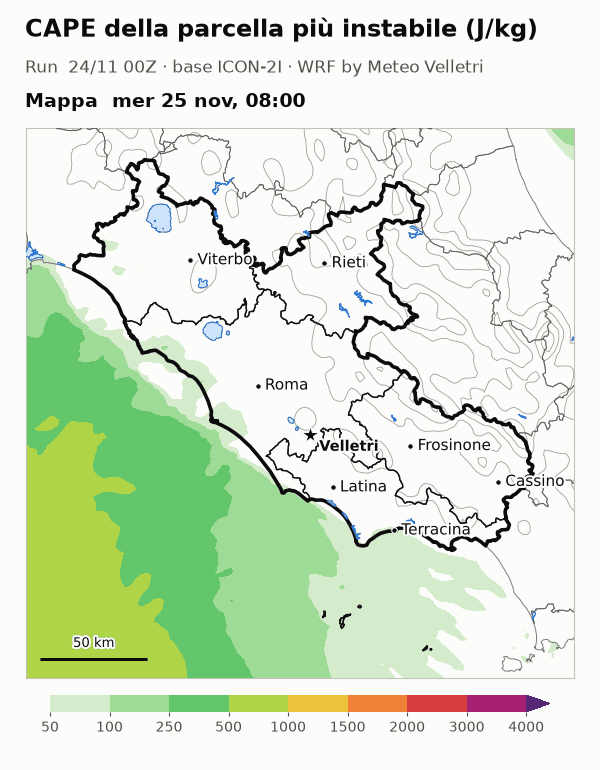 CAPE della parcella più instabile (J/kg)
Run  24/11 00Z · base ICON-2I · WRF by Meteo Velletri
Mappa  mer 25 nov, 08:00
Viterbo
Rieti
Roma
Velletri
Frosinone
Cassino
Latina
Terracina
50 km
50 100 250 500 1000 1500 2000 3000 4000